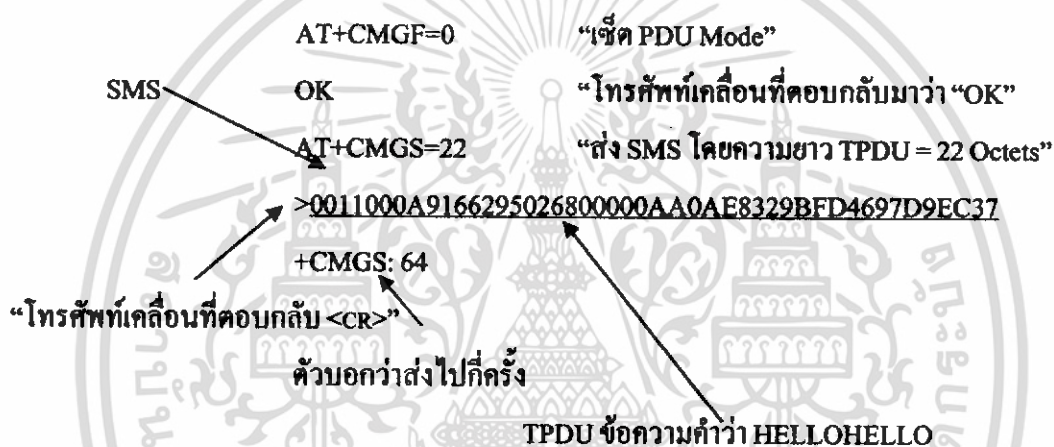 AT+CMGF=0 “เซ็ต PDU Mode”
SMS OK “โทรศัพท์เคลื่อนที่ตอบกลับมาว่า “OK”
AT+CMGS=22 “ส่ง SMS โดยความยาว TPDU = 22 Octets”
>0011000A9166295026800000AA0AE8329BFD4697D9EC37
+CMGS: 64
“โทรศัพท์เคลื่อนที่ตอบกลับ <CR>”
ตัวบอกว่าส่งไปกี่ครั้ง
TPDU ข้อความคำว่า HELLOHELLO